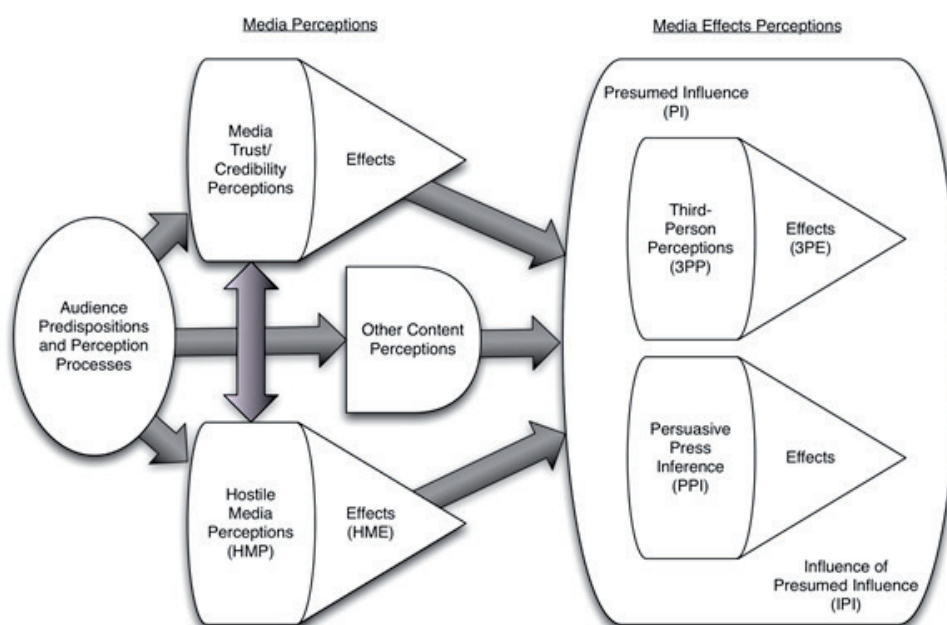 Media Perceptions
Media Effects Perceptions
Media
Trust/
Credibility
Perceptions
Effects
Audience
Predispositions
and Perception
Processes
Other Content
Perceptions
Hostile
Media
Perceptions
(HMP)
Effects
(HME)
Presumed Influence
(PI)
Third-
Person
Perceptions
(3PP)
Effects
(3PE)
Persuasive
Press
Inference
(PPI)
Effects
Influence of
Presumed Influence
(IPI)